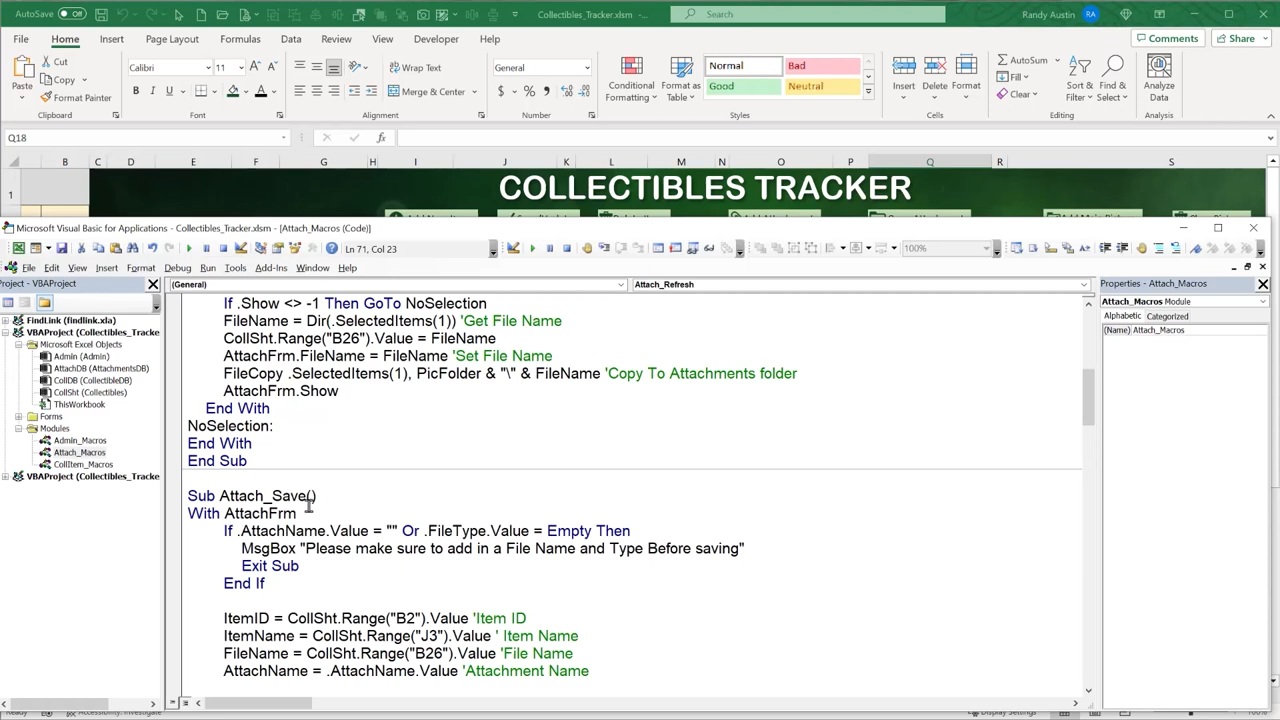 AutoSave Off Collectibles_Tracker.xlsm - Search Randy Austin RA
File Home Insert Page Layout Formulas Data Review View Developer Help Comments Share
Paste Cut Copy Format Painter
Calibri 11 Wrap Text Merge & Center General
Conditional Formatting Format as Table Normal Bad Good Neutral
Insert Delete Format AutoSum Fill Clear Sort & Filter Find & Select Analyze Data
Clipboard Font Alignment Number Styles Cells Editing Analysis
Q18
B C D E F G H I J K L M N O P Q R S
1 COLLECTIBLES TRACKER
Microsoft Visual Basic for Applications - Collectibles_Tracker.xlsm - [Attach_Macros (Code)]
Ln 71, Col 23 100%
File Edit View Insert Format Debug Run Tools Add-Ins Window Help
Project - VBAProject
FindLink (findlink.xla)
VBAProject (Collectibles_Tracke
Microsoft Excel Objects
Admin (Admin)
AttachDB (AttachmentsDB)
CollDB (CollectibleDB)
CollSht (Collectibles)
ThisWorkbook
Forms
Modules
Admin_Macros
Attach_Macros
CollItem_Macros
VBAProject (Collectibles_Tracke
(General) Attach_Refresh
If .Show <> -1 Then GoTo NoSelection
FileName = Dir(.SelectedItems(1)) 'Get File Name
CollSht.Range("B26").Value = FileName
AttachFrm.FileName = FileName 'Set File Name
FileCopy .SelectedItems(1), PicFolder & "\" & FileName 'Copy To Attachments folder
AttachFrm.Show
End With
NoSelection:
End With
End Sub
Sub Attach_Save()
With AttachFrm
If .AttachName.Value = "" Or .FileType.Value = Empty Then
MsgBox "Please make sure to add in a File Name and Type Before saving"
Exit Sub
End If
ItemID = CollSht.Range("B2").Value 'Item ID
ItemName = CollSht.Range("J3").Value ' Item Name
FileName = CollSht.Range("B26").Value 'File Name
AttachName = .AttachName.Value 'Attachment Name
Properties - Attach_Macros
Attach_Macros Module
Alphabetic Categorized
(Name) Attach_Macros